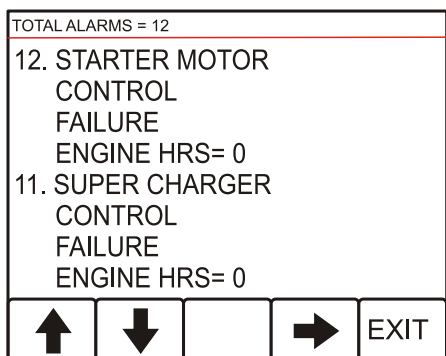 TOTAL ALARMS = 12
12. STARTER MOTOR
CONTROL
FAILURE
ENGINE HRS= 0
11. SUPER CHARGER
CONTROL
FAILURE
ENGINE HRS= 0
EXIT